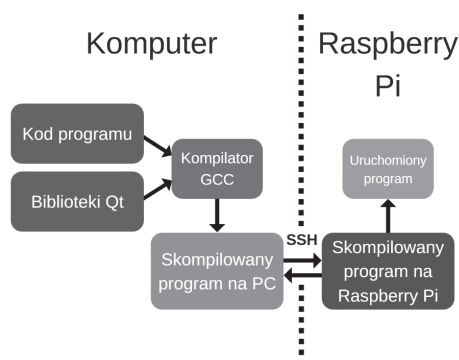 Komputer
Raspberry
Pi
Kod programu
Biblioteki Qt
Kompilator
GCC
Uruchomiony
program
Skompilowany
program na PC
SSH
Skompilowany
program na
Raspberry Pi